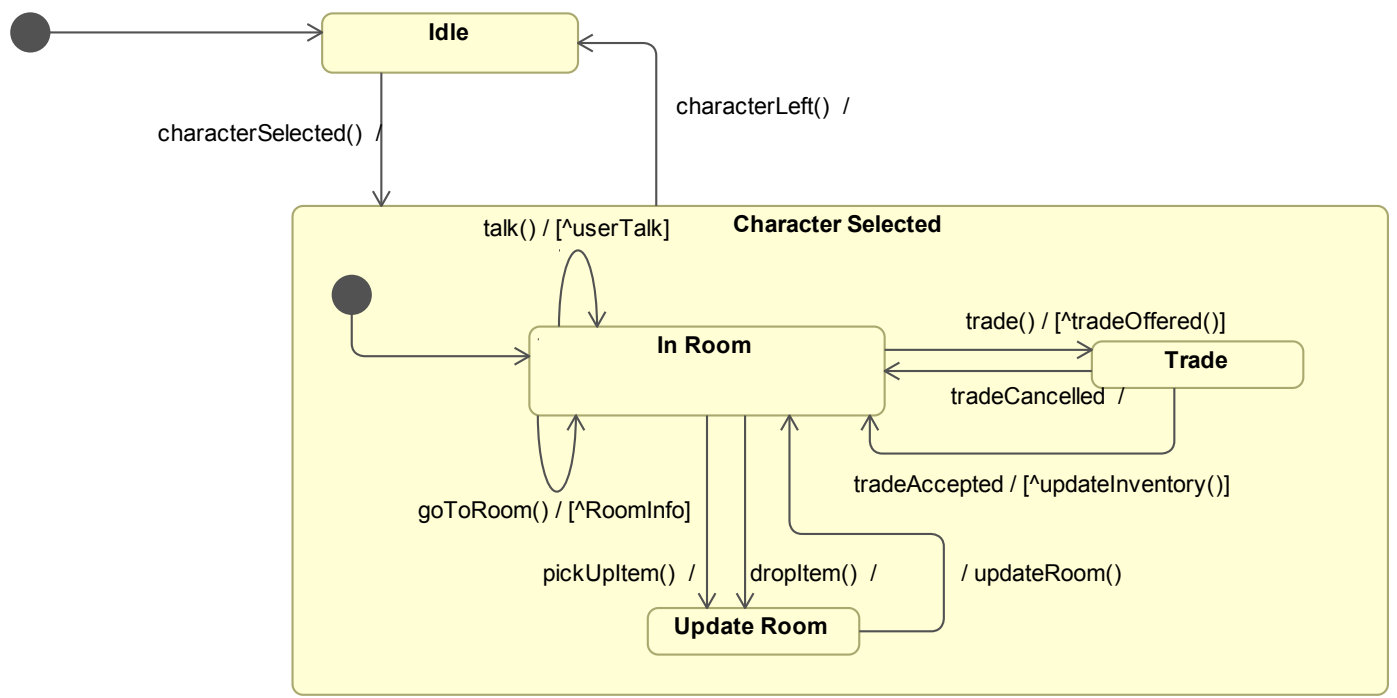 Idle
characterLeft()  /
characterSelected()  /
talk() / [^userTalk]
Character Selected
trade() / [^tradeOffered()]
In Room
Trade
tradeCancelled  /
tradeAccepted / [^updateInventory()]
goToRoom() / [^RoomInfo]
pickUpItem()  /
dropItem()  /
/ updateRoom()
Update Room